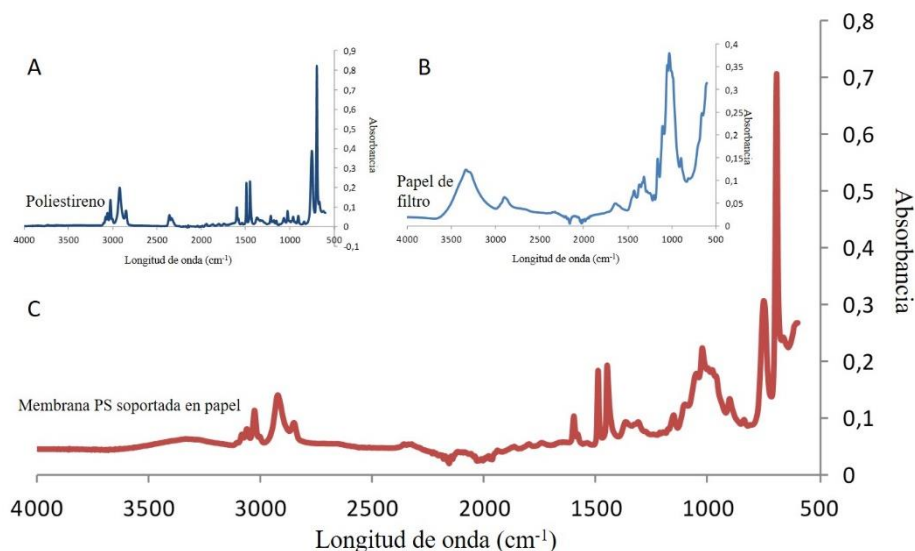 A
0,9
0,8
0,7
0,6
0,5
0,4
0,3
0,2
0,1
0
-0,1
Absorbancia
Poliestireno
4000 3500 3000 2500 2000 1500 1000 500
Longitud de onda (cm-1)
B
0,4
0,35
0,3
0,25
0,2
0,15
0,1
0,05
0
Absorbancia
Papel de
filtro
4000 3500 3000 2500 2000 1500 1000 500
Longitud de onda (cm-1)
C
Membrana PS soportada en papel
0,8
0,7
0,6
0,5
0,4
0,3
0,2
0,1
0
Absorbancia
4000 3500 3000 2500 2000 1500 1000 500
Longitud de onda (cm-1)